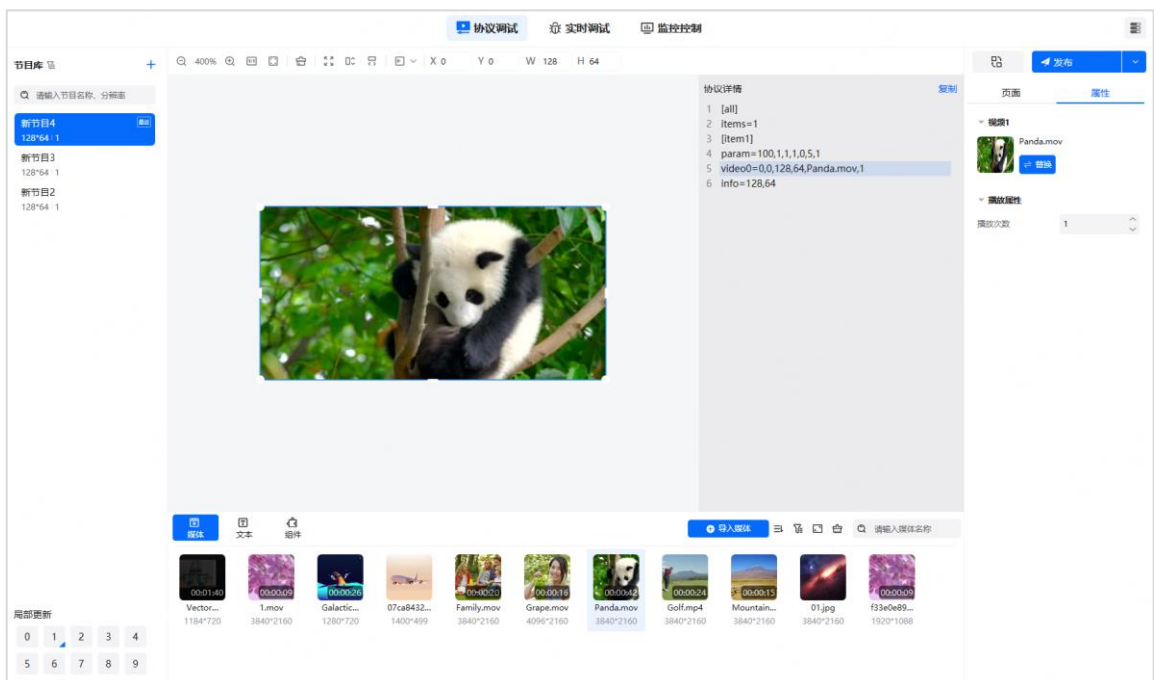 协议调试 实时调试 监控控制
节目库
400% X 0 Y 0 W 128 H 64
发布
请输入节目名称、分辨率
新节目4
128*64 1
新节目3
128*64 1
新节目2
128*64 1
协议详情 复制
1 [all]
2 items=1
3 [item1]
4 param=100,1,1,1,0,5,1
5 video0=0,0,128,64,Panda.mov,1
6 info=128,64
页面 属性
视频1
Panda.mov
替换
播放属性
播放次数 1
媒体 文本 组件
导入媒体 请输入媒体名称
00:01:40 00:00:09 00:00:26 00:00:20 00:00:16 00:00:42 00:00:24 00:00:15 00:00:09
Vector... 1.mov Galactic... 07ca8432... Family.mov Grape.mov Panda.mov Golf.mp4 Mountain... 01.jpg f33e0e89...
1184*720 3840*2160 1280*720 1400*499 3840*2160 4096*2160 3840*2160 3840*2160 3840*2160 3840*2160 1920*1088
局部更新
0 1 2 3 4
5 6 7 8 9